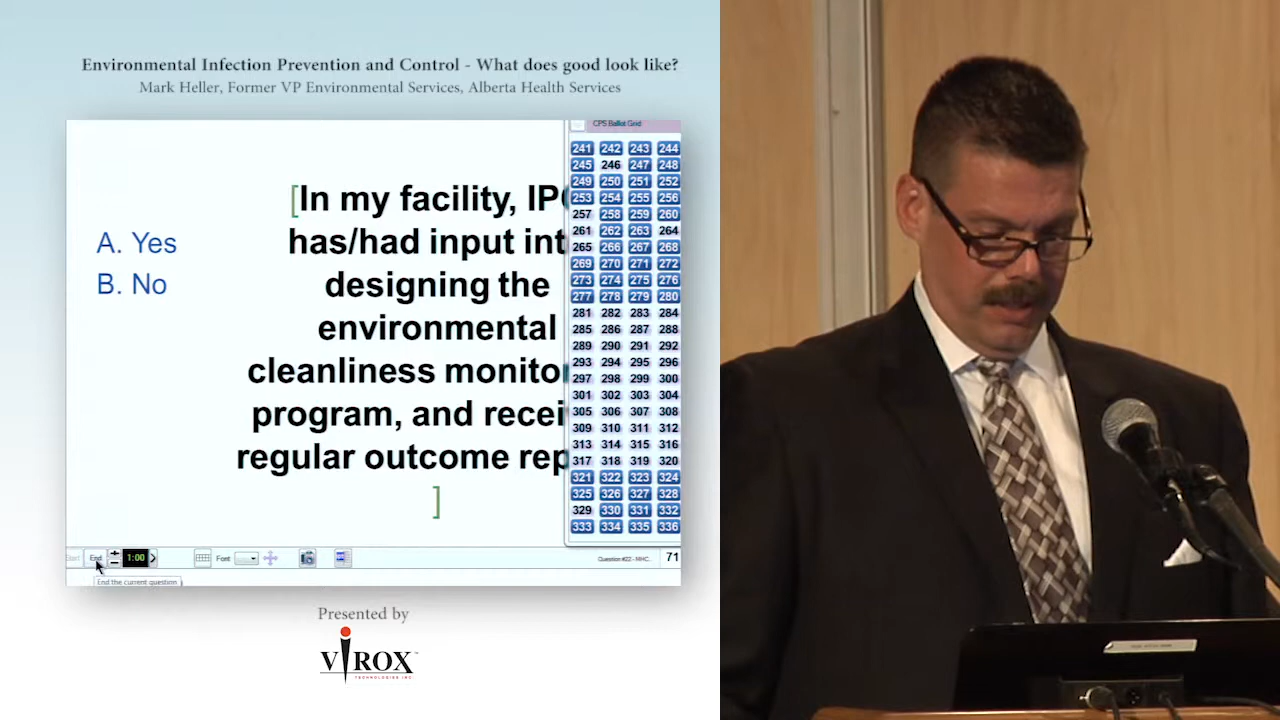 Environmental Infection Prevention and Control - What does good look like?
Mark Heller, Former VP Environmental Services, Alberta Health Services
CPS Ballot Grid
[In my facility, IPC
has/had input int
designing the
environmental
cleanliness monito
program, and recei
regular outcome rep
]
A. Yes
B. No
241 242 243 244
245 246 247 248
249 250 251 252
253 254 255 256
257 258 259 260
261 262 263 264
265 266 267 268
269 270 271 272
273 274 275 276
277 278 279 280
281 282 283 284
285 286 287 288
289 290 291 292
293 294 295 296
297 298 299 300
301 302 303 304
305 306 307 308
309 310 311 312
313 314 315 316
317 318 319 320
321 322 323 324
325 326 327 328
329 330 331 332
333 334 335 336
End 1:00 Font Question #22 - MHC. 71
End the current question
Presented by
VIROX
TECHNOLOGIES INC